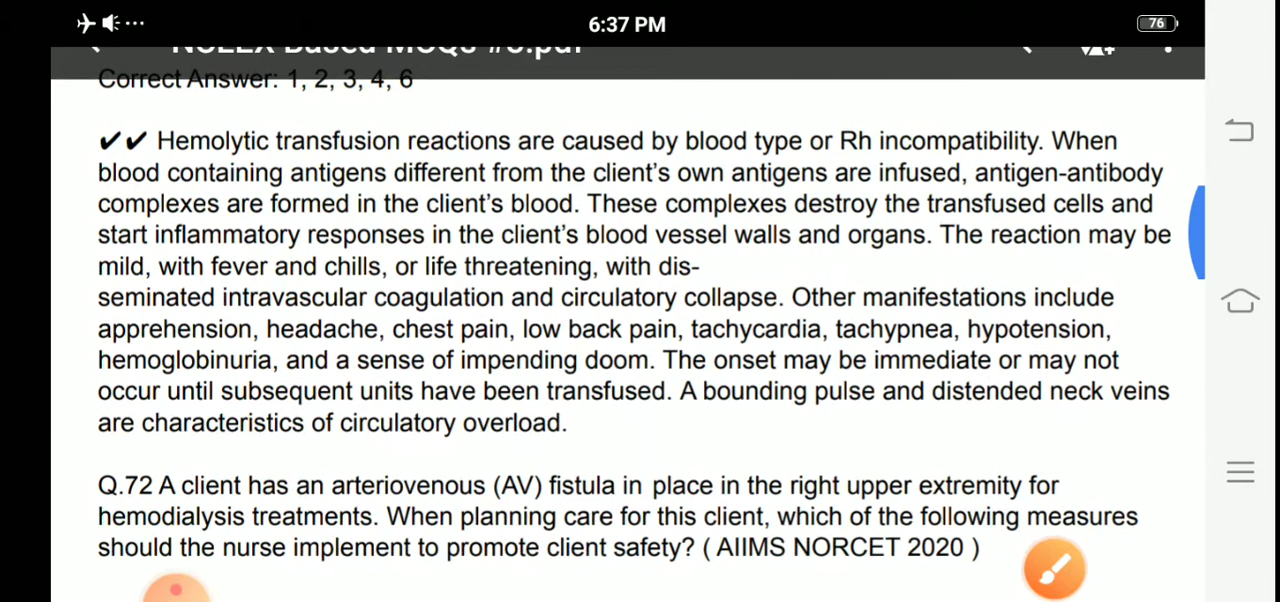 6:37 PM
76
NCLEX Based MCQs #6.pdf
Correct Answer: 1, 2, 3, 4, 6
✔✔ Hemolytic transfusion reactions are caused by blood type or Rh incompatibility. When
blood containing antigens different from the client's own antigens are infused, antigen-antibody
complexes are formed in the client's blood. These complexes destroy the transfused cells and
start inflammatory responses in the client's blood vessel walls and organs. The reaction may be
mild, with fever and chills, or life threatening, with dis-
seminated intravascular coagulation and circulatory collapse. Other manifestations include
apprehension, headache, chest pain, low back pain, tachycardia, tachypnea, hypotension,
hemoglobinuria, and a sense of impending doom. The onset may be immediate or may not
occur until subsequent units have been transfused. A bounding pulse and distended neck veins
are characteristics of circulatory overload.
Q.72 A client has an arteriovenous (AV) fistula in place in the right upper extremity for
hemodialysis treatments. When planning care for this client, which of the following measures
should the nurse implement to promote client safety? ( AIIMS NORCET 2020 )